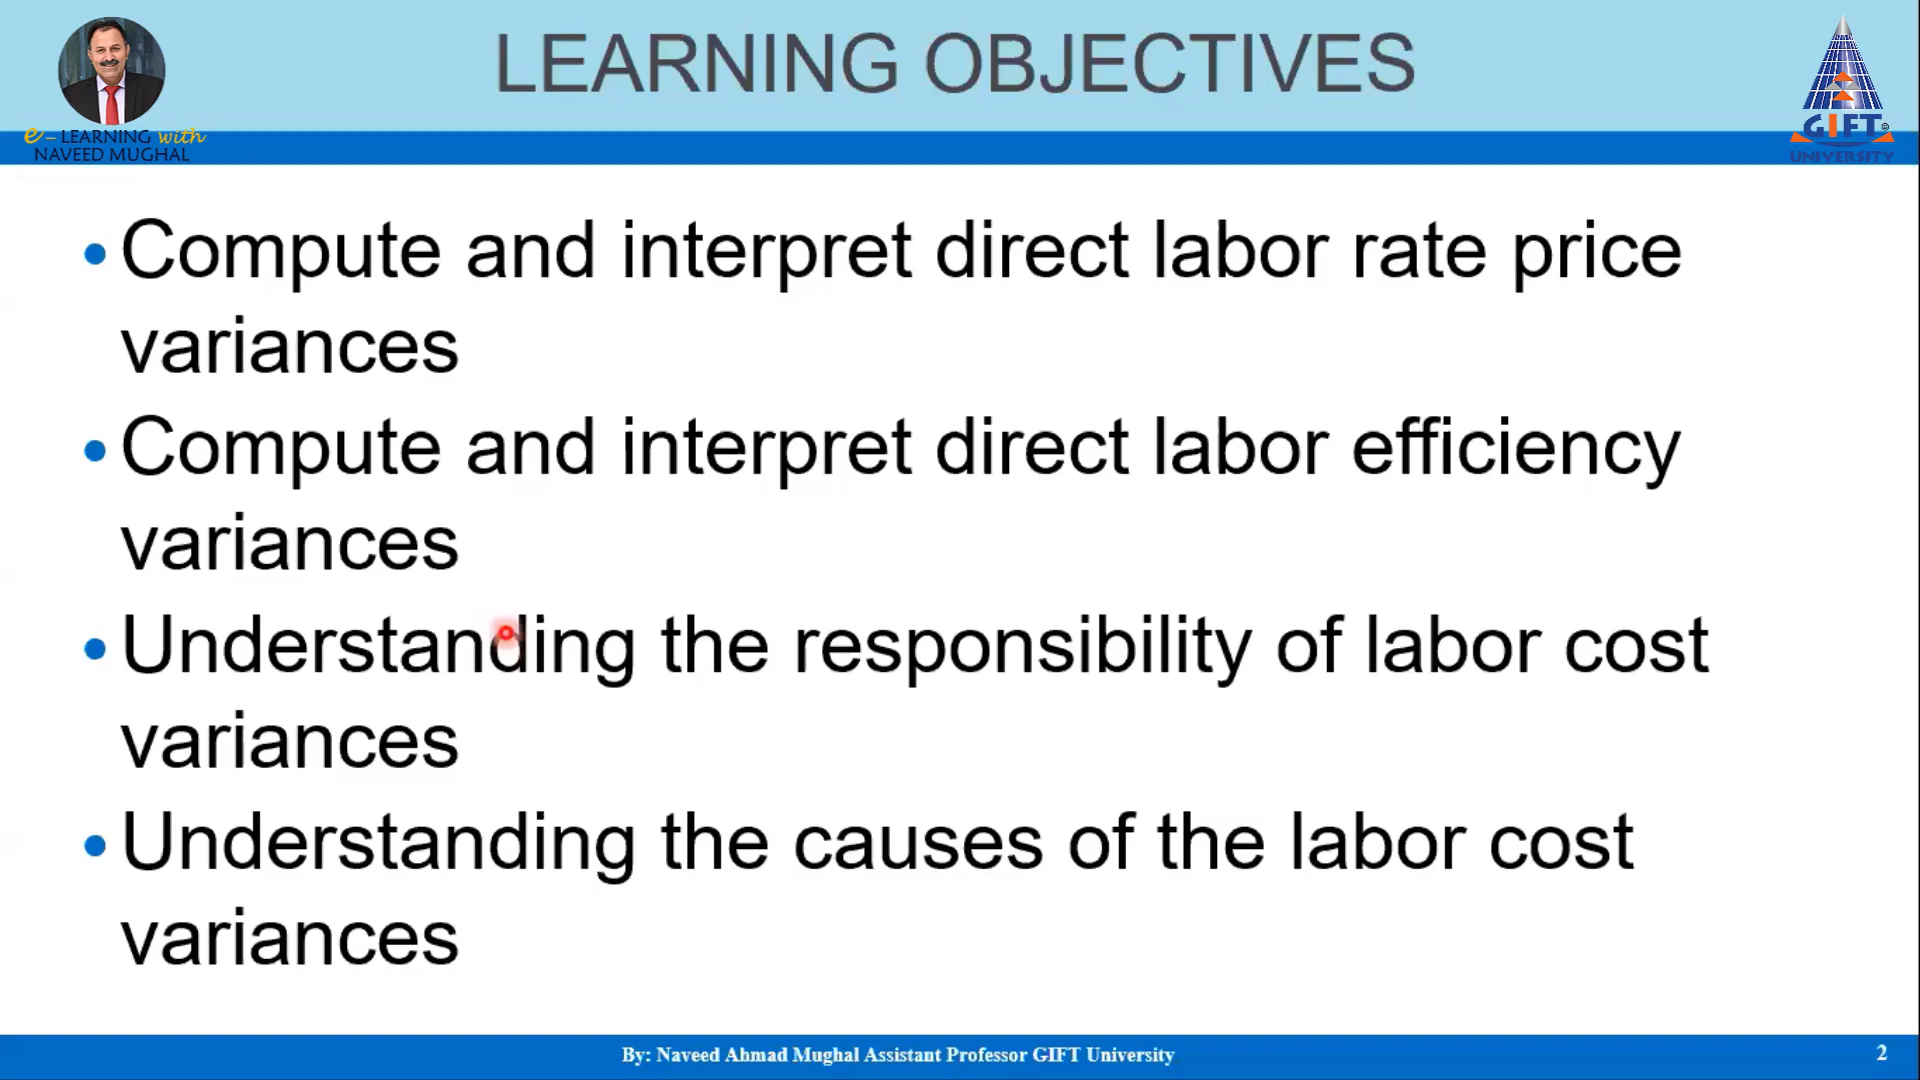 LEARNING OBJECTIVES
e - LEARNING with
NAVEED MUGHAL
GIFT©
UNIVERSITY
• Compute and interpret direct labor rate price
variances
• Compute and interpret direct labor efficiency
variances
• Understanding the responsibility of labor cost
variances
• Understanding the causes of the labor cost
variances
By: Naveed Ahmad Mughal Assistant Professor GIFT University
2